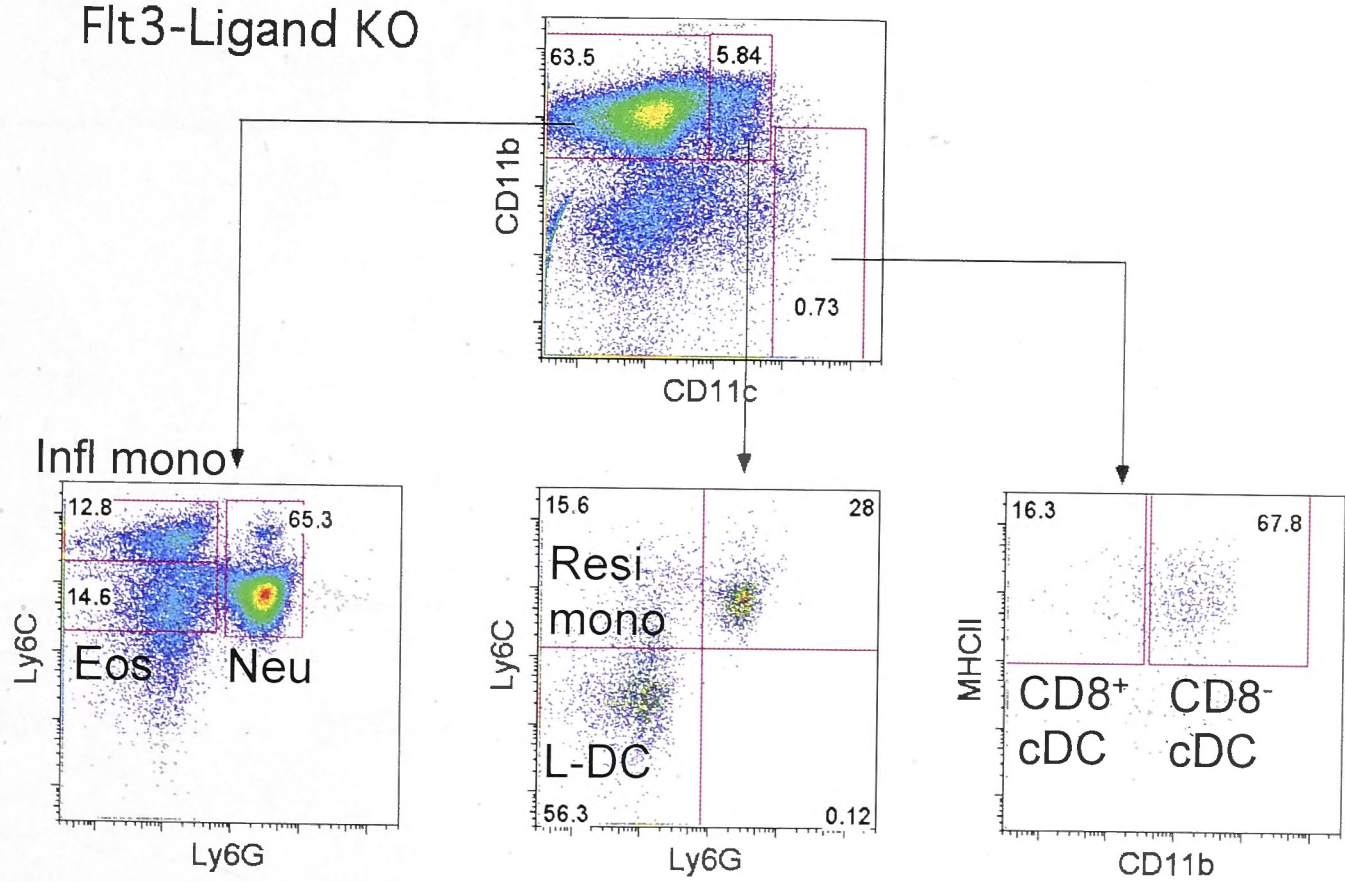 Flt3-Ligand KO
63.5
5.84
CD11b
0.73
CD11c
Infl mono
12.8
65.3
14.6
Ly6C
Eos
Neu
Ly6G
15.6
28
Resi
mono
Ly6C
L-DC
56.3
0.12
Ly6G
16.3
67.8
MHCII
CD8⁺
cDC
CD8⁻
cDC
CD11b